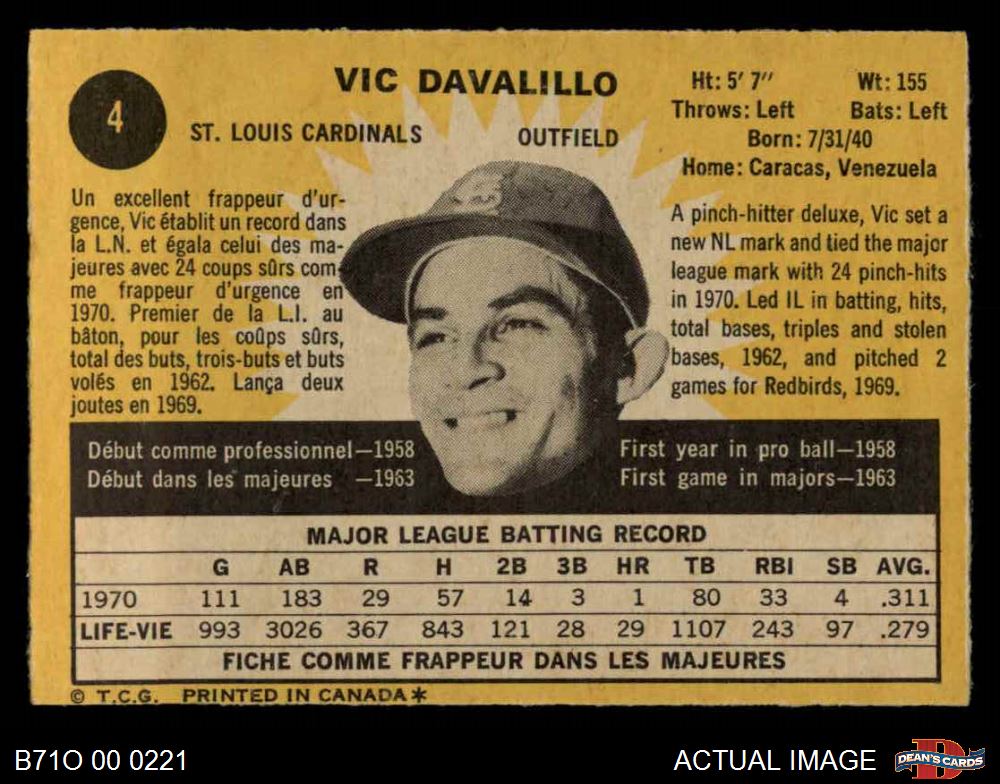 4
VIC DAVALILLO
ST. LOUIS CARDINALS OUTFIELD
Ht: 5' 7" Wt: 155
Throws: Left Bats: Left
Born: 7/31/40
Home: Caracas, Venezuela
Un excellent frappeur d'ur-
gence, Vic établit un record dans
la L.N. et égala celui des ma-
jeures avec 24 coups sûrs com-
me frappeur d'urgence en
1970. Premier de la L.I. au
bâton, pour les coûps sûrs,
total des buts, trois-buts et buts
volés en 1962. Lança deux
joutes en 1969.
A pinch-hitter deluxe, Vic set a
new NL mark and tied the major
league mark with 24 pinch-hits
in 1970. Led IL in batting, hits,
total bases, triples and stolen
bases, 1962, and pitched 2
games for Redbirds, 1969.
Début comme professionnel—1958
Début dans les majeures —1963
First year in pro ball—1958
First game in majors—1963
MAJOR LEAGUE BATTING RECORD
G AB R H 2B 3B HR TB RBI SB AVG.
1970 111 183 29 57 14 3 1 80 33 4 .311
LIFE-VIE 993 3026 367 843 121 28 29 1107 243 97 .279
FICHE COMME FRAPPEUR DANS LES MAJEURES
© T.C.G. PRINTED IN CANADA*
B71O 00 0221
ACTUAL IMAGE
DEAN'S CARDS